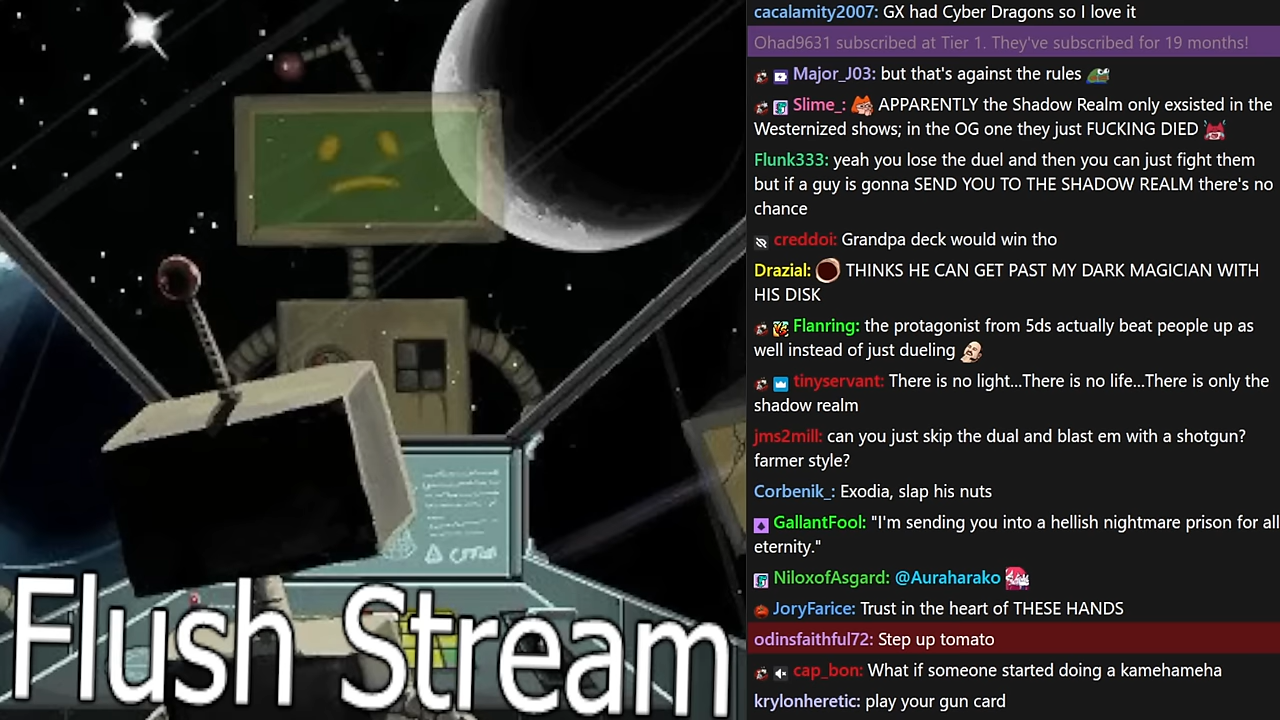 cacalamity2007: GX had Cyber Dragons so I love it
Ohad9631 subscribed at Tier 1. They've subscribed for 19 months!
Major_J03: but that's against the rules
Slime_: APPARENTLY the Shadow Realm only exsisted in the
Westernized shows; in the OG one they just FUCKING DIED
Flunk333: yeah you lose the duel and then you can just fight them
but if a guy is gonna SEND YOU TO THE SHADOW REALM there's no
chance
creddoi: Grandpa deck would win tho
Drazial: THINKS HE CAN GET PAST MY DARK MAGICIAN WITH
HIS DISK
Flanring: the protagonist from 5ds actually beat people up as
well instead of just dueling
tinyservant: There is no light...There is no life...There is only the
shadow realm
jms2mill: can you just skip the dual and blast em with a shotgun?
farmer style?
Corbenik_: Exodia, slap his nuts
GallantFool: "I'm sending you into a hellish nightmare prison for all
eternity."
NiloxofAsgard: @Auraharako
JoryFarice: Trust in the heart of THESE HANDS
odinsfaithful72: Step up tomato
cap_bon: What if someone started doing a kamehameha
krylonheretic: play your gun card
Flush Stream